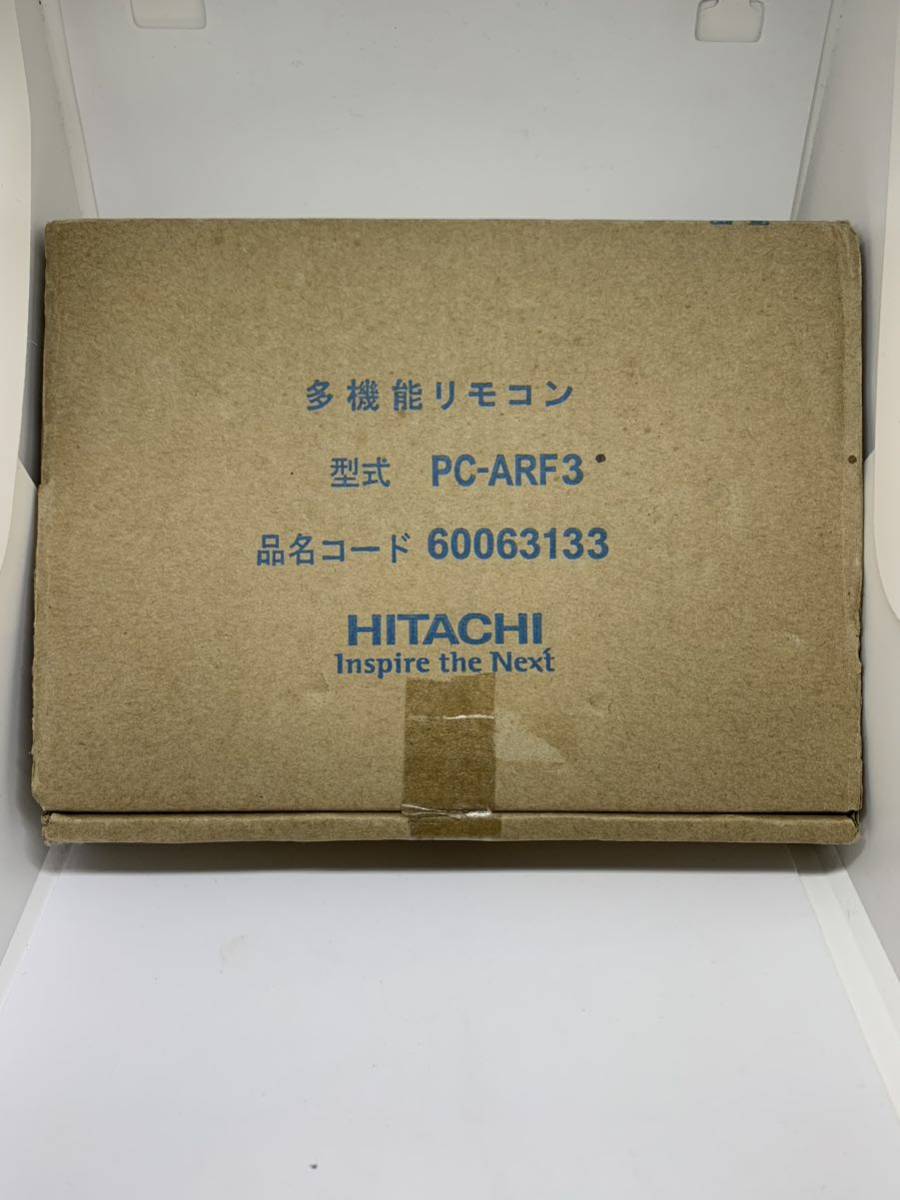 多機能リモコン
型式 PC-ARF3
品名コード 60063133
HITACHI
Inspire the Next